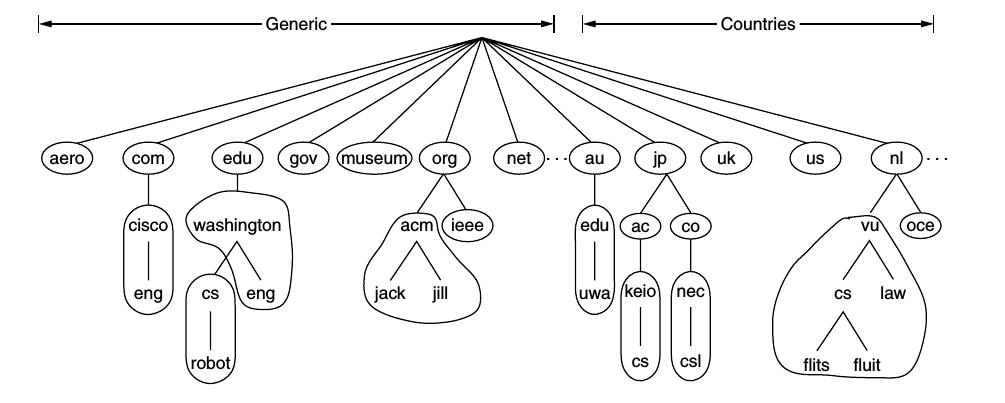 Generic Countries
aero com edu gov museum org net ... au jp uk us nl ...
cisco washington acm ieee edu ac co vu oce
eng cs eng jack jill uwa keio nec cs law
robot cs csl flits fluit